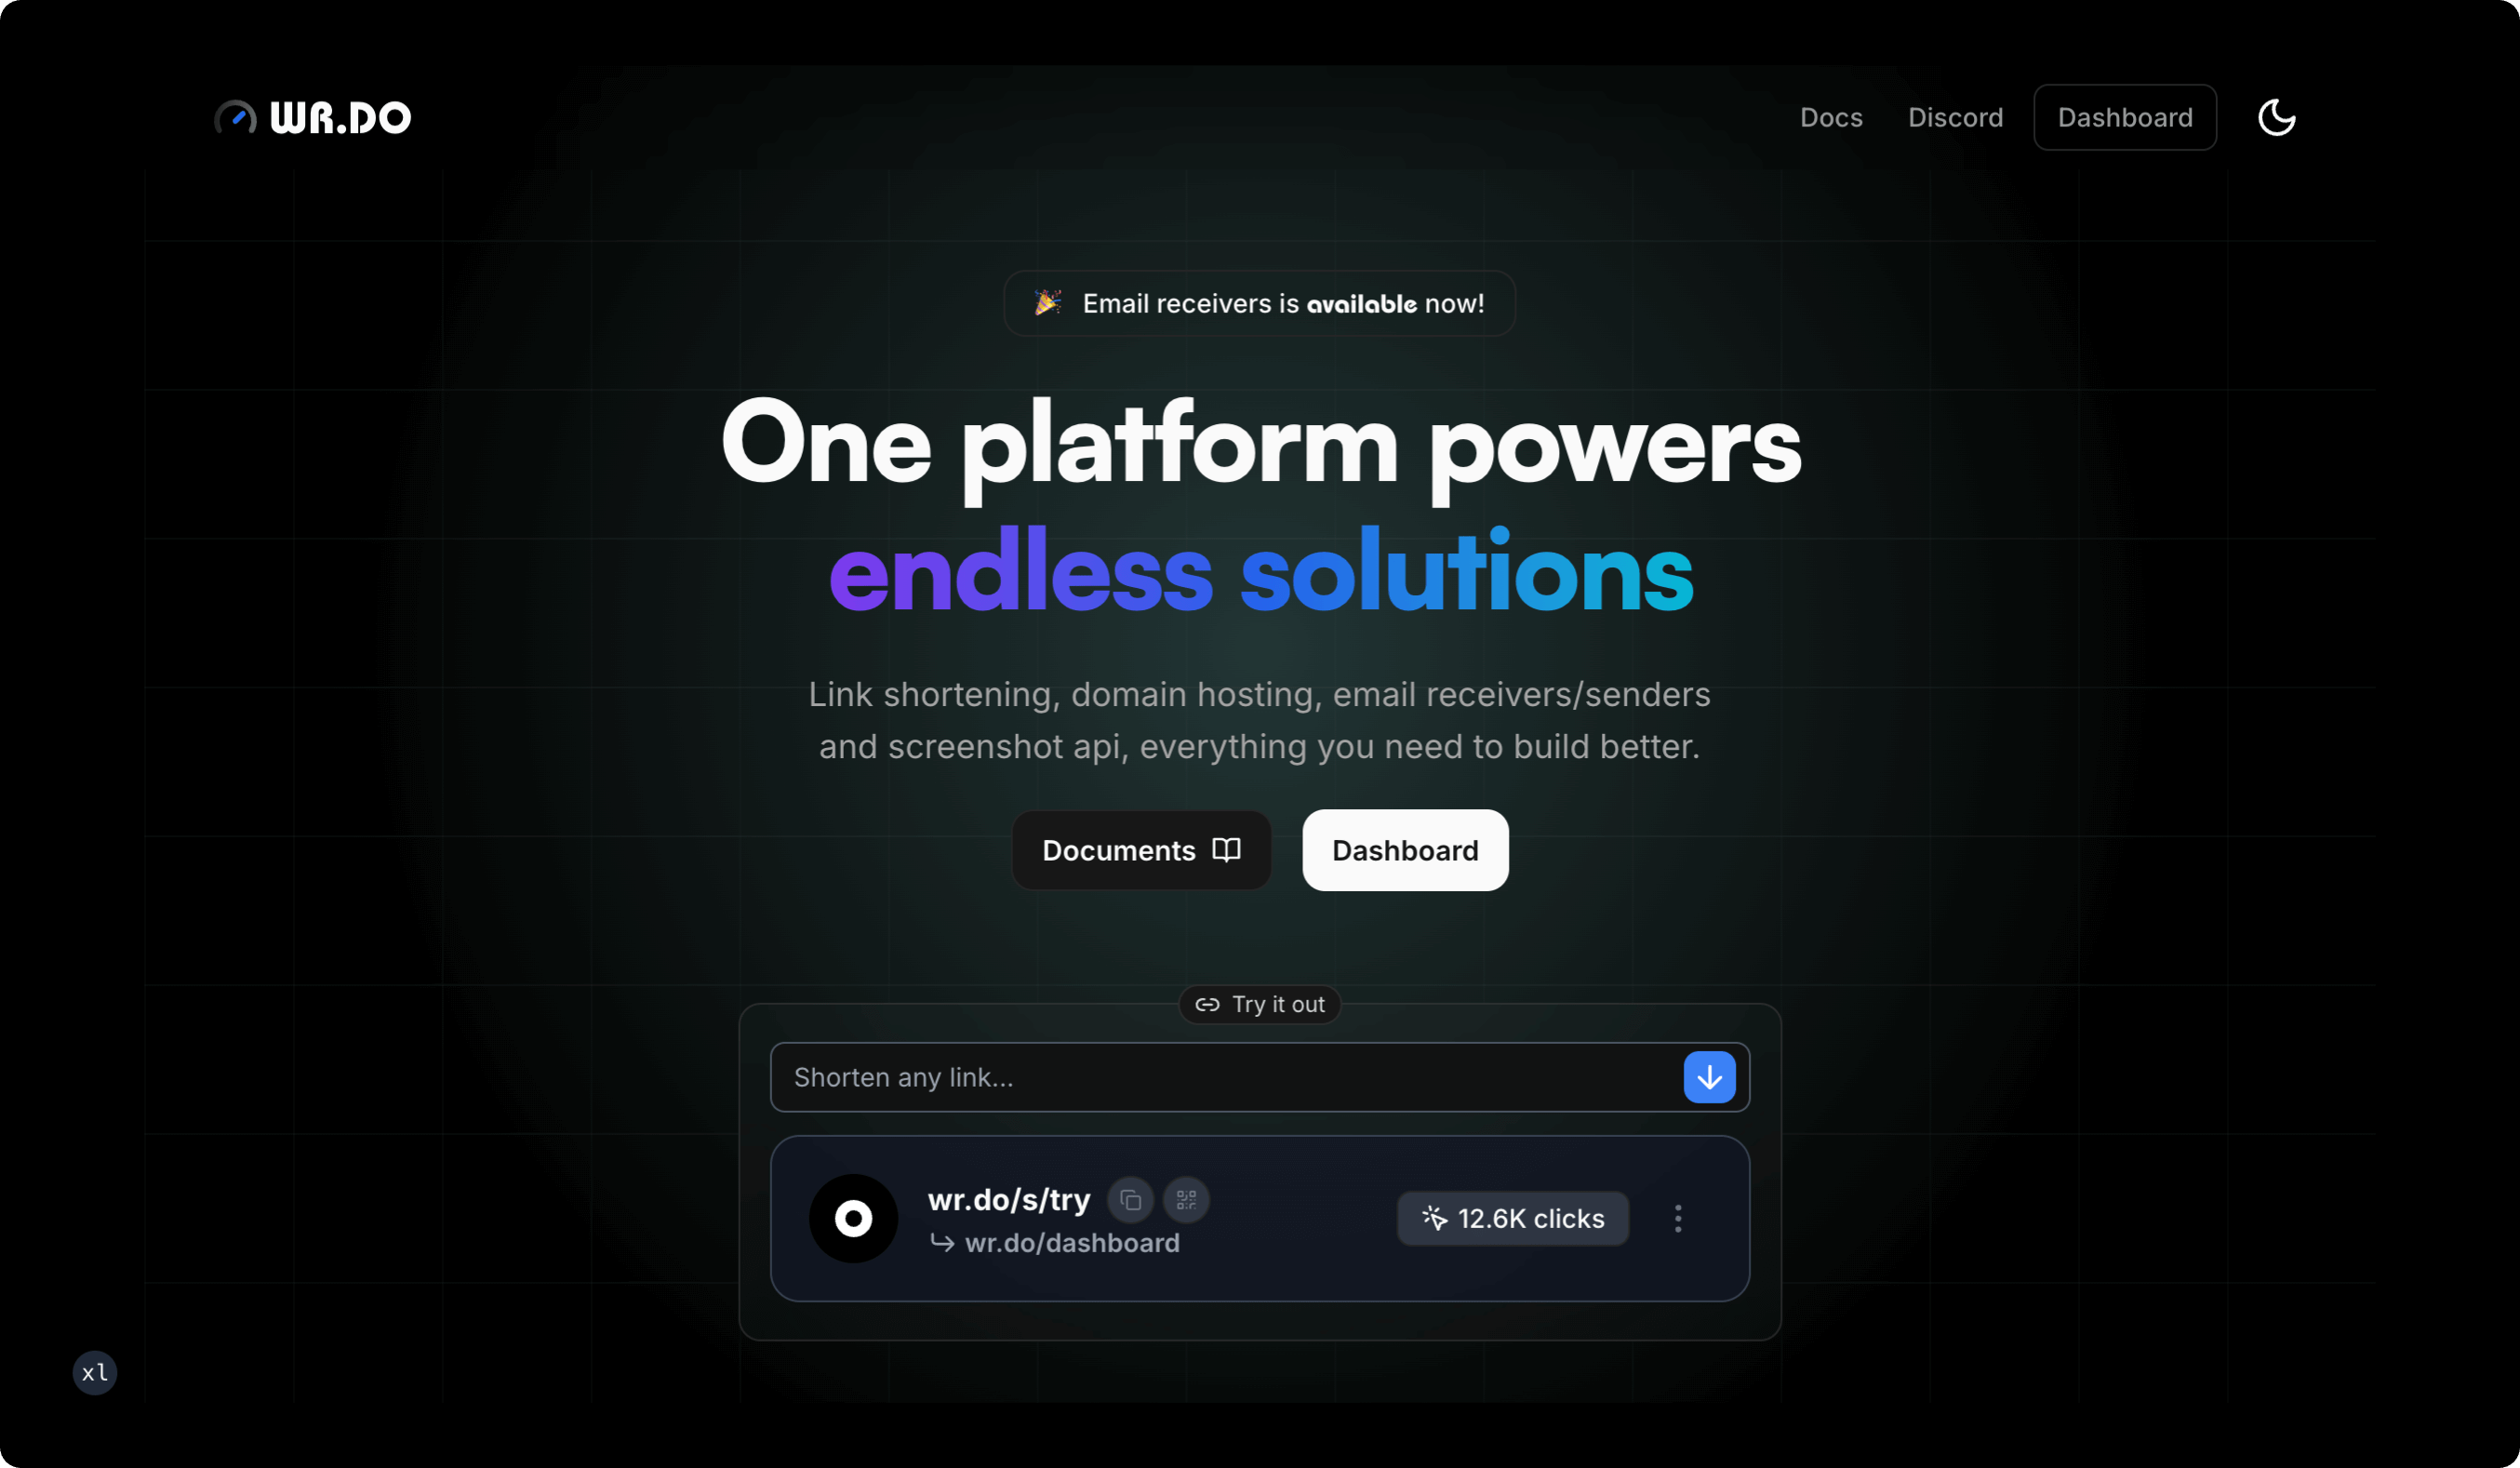 WR.DO
Docs
Discord
Dashboard
🎉 Email receivers is available now!
One platform powers
endless solutions
Link shortening, domain hosting, email receivers/senders
and screenshot api, everything you need to build better.
Documents
Dashboard
Try it out
Shorten any link...
wr.do/s/try
wr.do/dashboard
12.6K clicks
xl